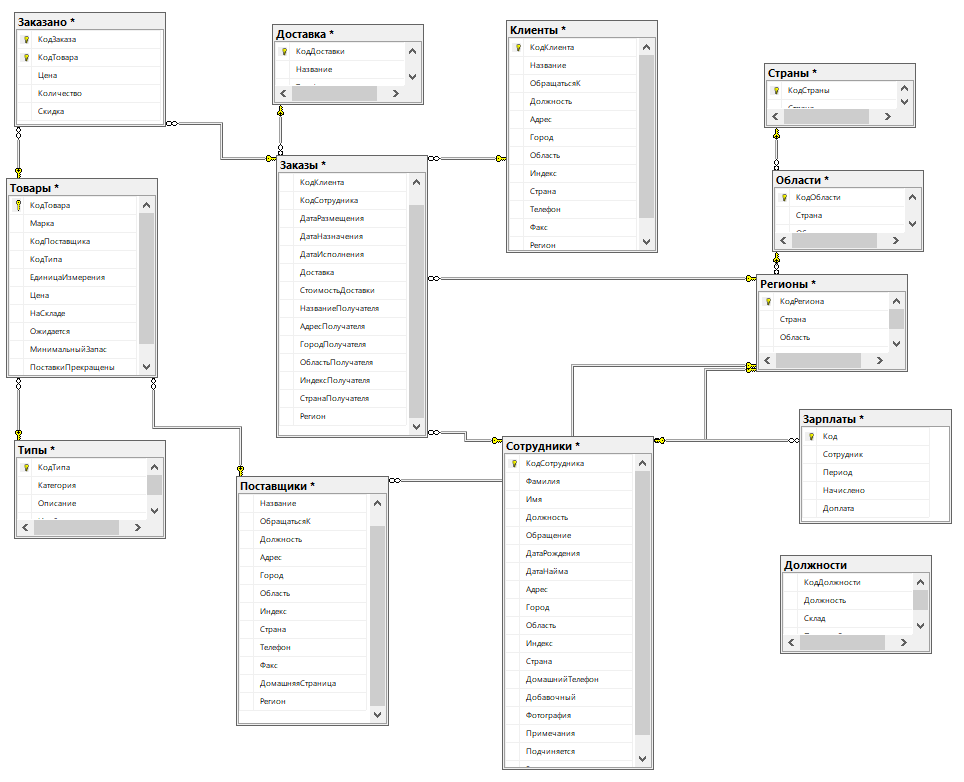 Заказано *
КодЗаказа
КодТовара
Цена
Количество
Скидка
Доставка *
КодДоставки
Название
Клиенты *
КодКлиента
Название
ОбращатьсяК
Должность
Адрес
Город
Область
Индекс
Страна
Телефон
Факс
Регион
Страны *
КодСтраны
Области *
КодОбласти
Страна
Регионы *
КодРегиона
Страна
Область
Товары *
КодТовара
Марка
КодПоставщика
КодТипа
ЕдиницаИзмерения
Цена
НаСкладе
Ожидается
МинимальныйЗапас
ПоставкиПрекращены
Заказы *
КодКлиента
КодСотрудника
ДатаРазмещения
ДатаНазначения
ДатаИсполнения
Доставка
СтоимостьДоставки
НазваниеПолучателя
АдресПолучателя
ГородПолучателя
ОбластьПолучателя
ИндексПолучателя
СтранаПолучателя
Регион
Типы *
КодТипа
Категория
Описание
Поставщики *
Название
ОбращатьсяК
Должность
Адрес
Город
Область
Индекс
Страна
Телефон
Факс
ДомашняяСтраница
Регион
Сотрудники *
КодСотрудника
Фамилия
Имя
Должность
Обращение
ДатаРождения
ДатаНайма
Адрес
Город
Область
Индекс
Страна
ДомашнийТелефон
Добавочный
Фотография
Примечания
Подчиняется
Зарплаты *
Код
Сотрудник
Период
Начислено
Доплата
Должности
КодДолжности
Должность
Склад